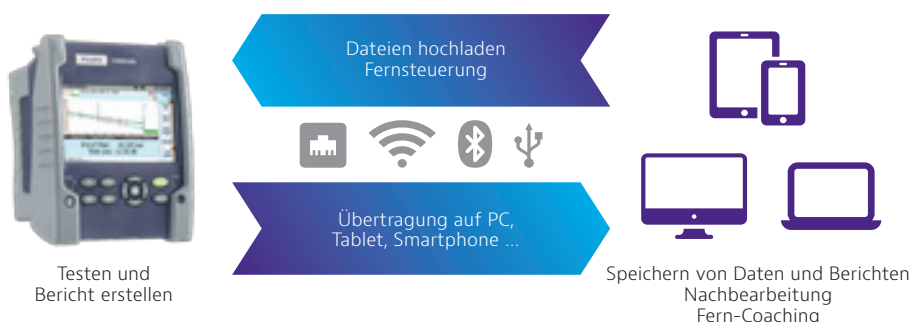 Dateien hochladen
Fernsteuerung
Übertragung auf PC,
Tablet, Smartphone ...
Testen und
Bericht erstellen
Speichern von Daten und Berichten
Nachbearbeitung
Fern-Coaching